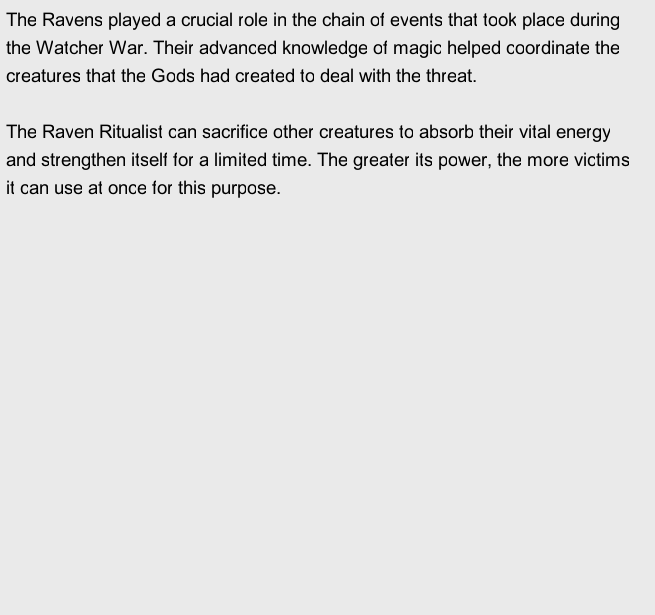 The Ravens played a crucial role in the chain of events that took place during
the Watcher War. Their advanced knowledge of magic helped coordinate the
creatures that the Gods had created to deal with the threat.

The Raven Ritualist can sacrifice other creatures to absorb their vital energy
and strengthen itself for a limited time. The greater its power, the more victims
it can use at once for this purpose.